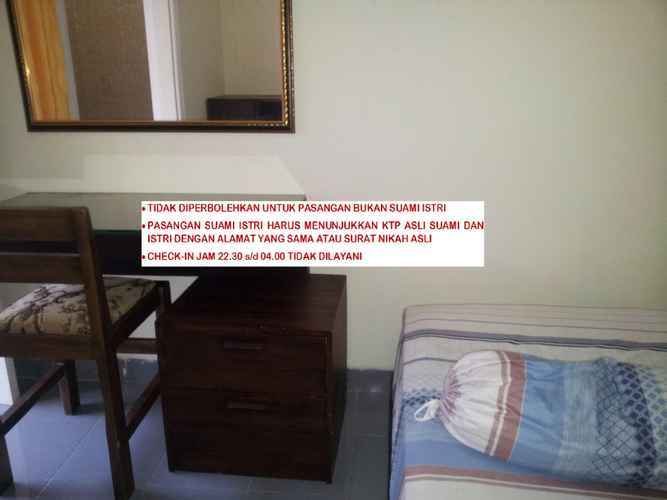 • TIDAK DIPERBOLEHKAN UNTUK PASANGAN BUKAN SUAMI ISTRI
• PASANGAN SUAMI ISTRI HARUS MENUNJUKKAN KTP ASLI SUAMI DAN
ISTRI DENGAN ALAMAT YANG SAMA ATAU SURAT NIKAH ASLI
• CHECK-IN JAM 22.30 s/d 04.00 TIDAK DILAYANI